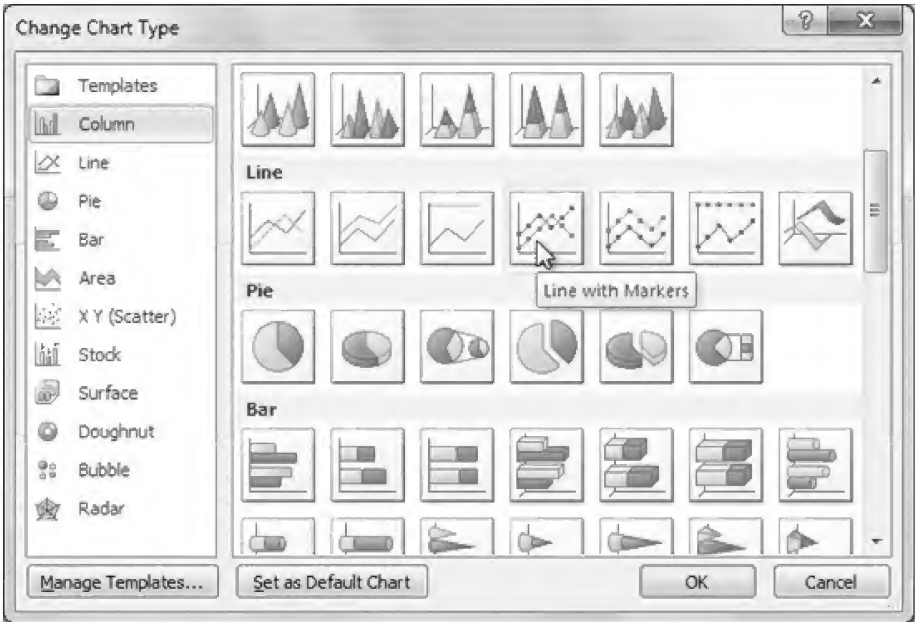 Change Chart Type
Templates
Column
Line
Pie
Bar
Area
X Y (Scatter)
Stock
Surface
Doughnut
Bubble
Radar
Line
Line with Markers
Pie
Bar
Manage Templates...
Set as Default Chart
OK
Cancel